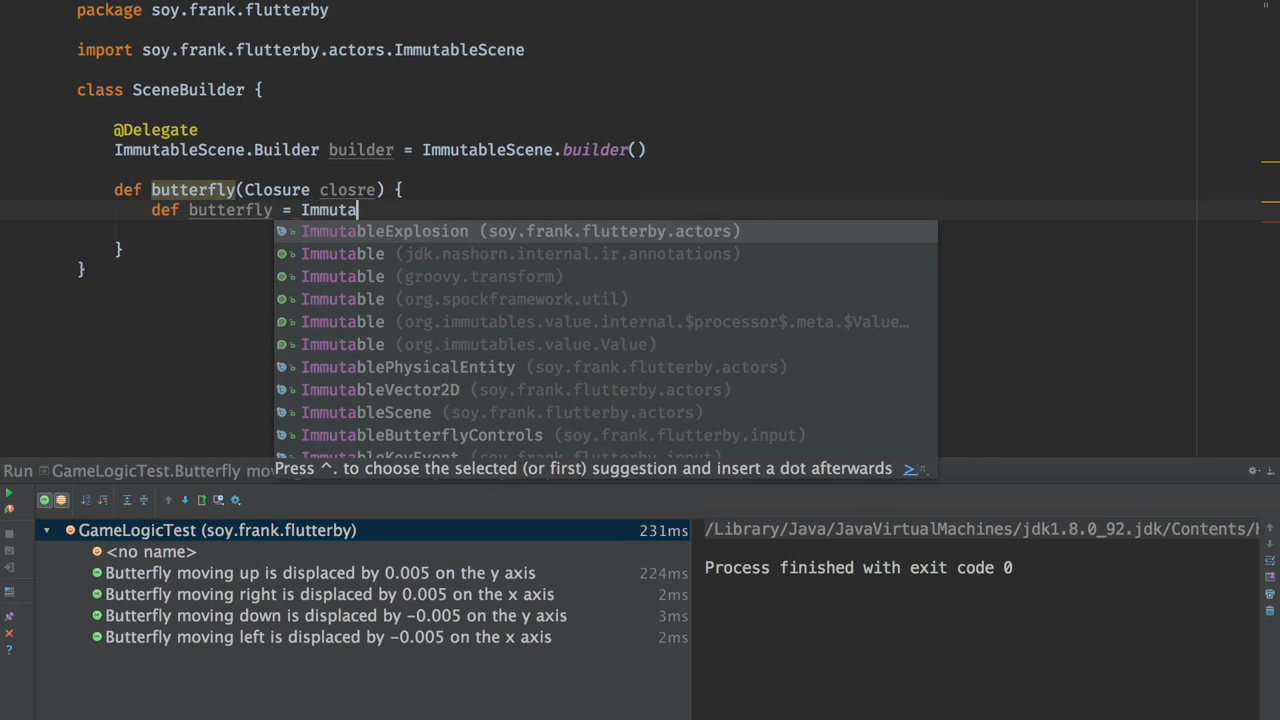 package soy.frank.flutterby
import soy.frank.flutterby.actors.ImmutableScene
class SceneBuilder {
@Delegate
ImmutableScene.Builder builder = ImmutableScene.builder()
def butterfly(Closure closre) {
def butterfly = Immuta
ImmutableExplosion (soy.frank.flutterby.actors)
Immutable (jdk.nashorn.internal.ir.annotations)
Immutable (groovy.transform)
Immutable (org.spockframework.util)
Immutable (org.immutables.value.internal.$processor$.meta.$Value…
Immutable (org.immutables.value.Value)
ImmutablePhysicalEntity (soy.frank.flutterby.actors)
ImmutableVector2D (soy.frank.flutterby.actors)
ImmutableScene (soy.frank.flutterby.actors)
ImmutableButterflyControls (soy.frank.flutterby.input)
ImmutableKeyEvent (soy.frank.flutterby.input)
Press ^. to choose the selected (or first) suggestion and insert a dot afterwards >> π
}
}
Run GameLogicTest.Butterfly mov
GameLogicTest (soy.frank.flutterby) 231ms
<no name>
Butterfly moving up is displaced by 0.005 on the y axis 224ms
Butterfly moving right is displaced by 0.005 on the x axis 2ms
Butterfly moving down is displaced by -0.005 on the y axis 3ms
Butterfly moving left is displaced by -0.005 on the x axis 2ms
/Library/Java/JavaVirtualMachines/jdk1.8.0_92.jdk/Contents/
Process finished with exit code 0